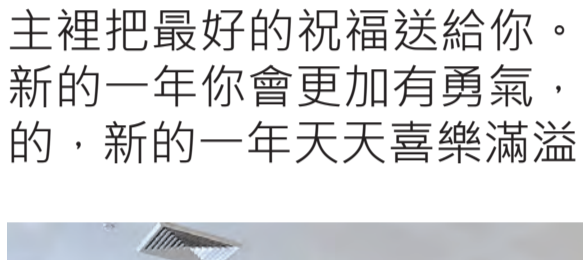 主裡把最好的祝福送給你。
新的一年你會更加有勇氣，
的，新的一年天天喜樂滿溢